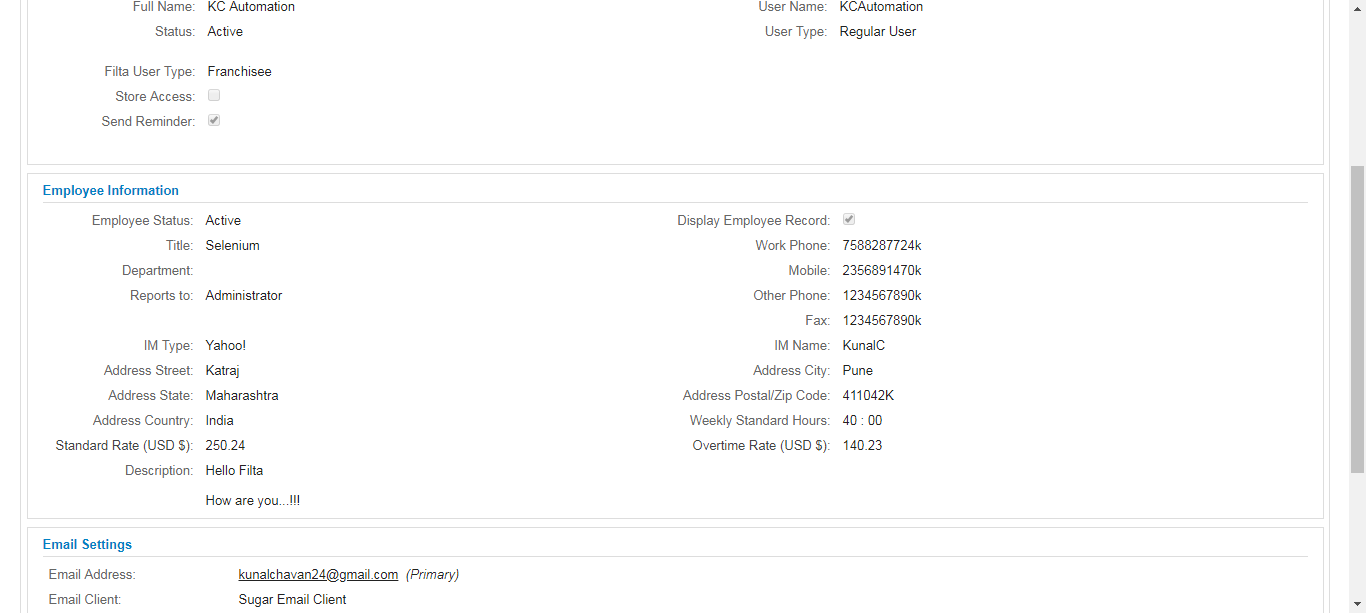 Full Name: KC Automation User Name: KCAutomation
Status: Active User Type: Regular User
Filta User Type: Franchisee
Store Access:
Send Reminder:
Employee Information
Employee Status: Active Display Employee Record:
Title: Selenium Work Phone: 7588287724k
Department: Mobile: 2356891470k
Reports to: Administrator Other Phone: 1234567890k
Fax: 1234567890k
IM Type: Yahoo! IM Name: KunalC
Address Street: Katraj Address City: Pune
Address State: Maharashtra Address Postal/Zip Code: 411042K
Address Country: India Weekly Standard Hours: 40 : 00
Standard Rate (USD $): 250.24 Overtime Rate (USD $): 140.23
Description: Hello Filta
How are you...!!!
Email Settings
Email Address: kunalchavan24@gmail.com (Primary)
Email Client: Sugar Email Client